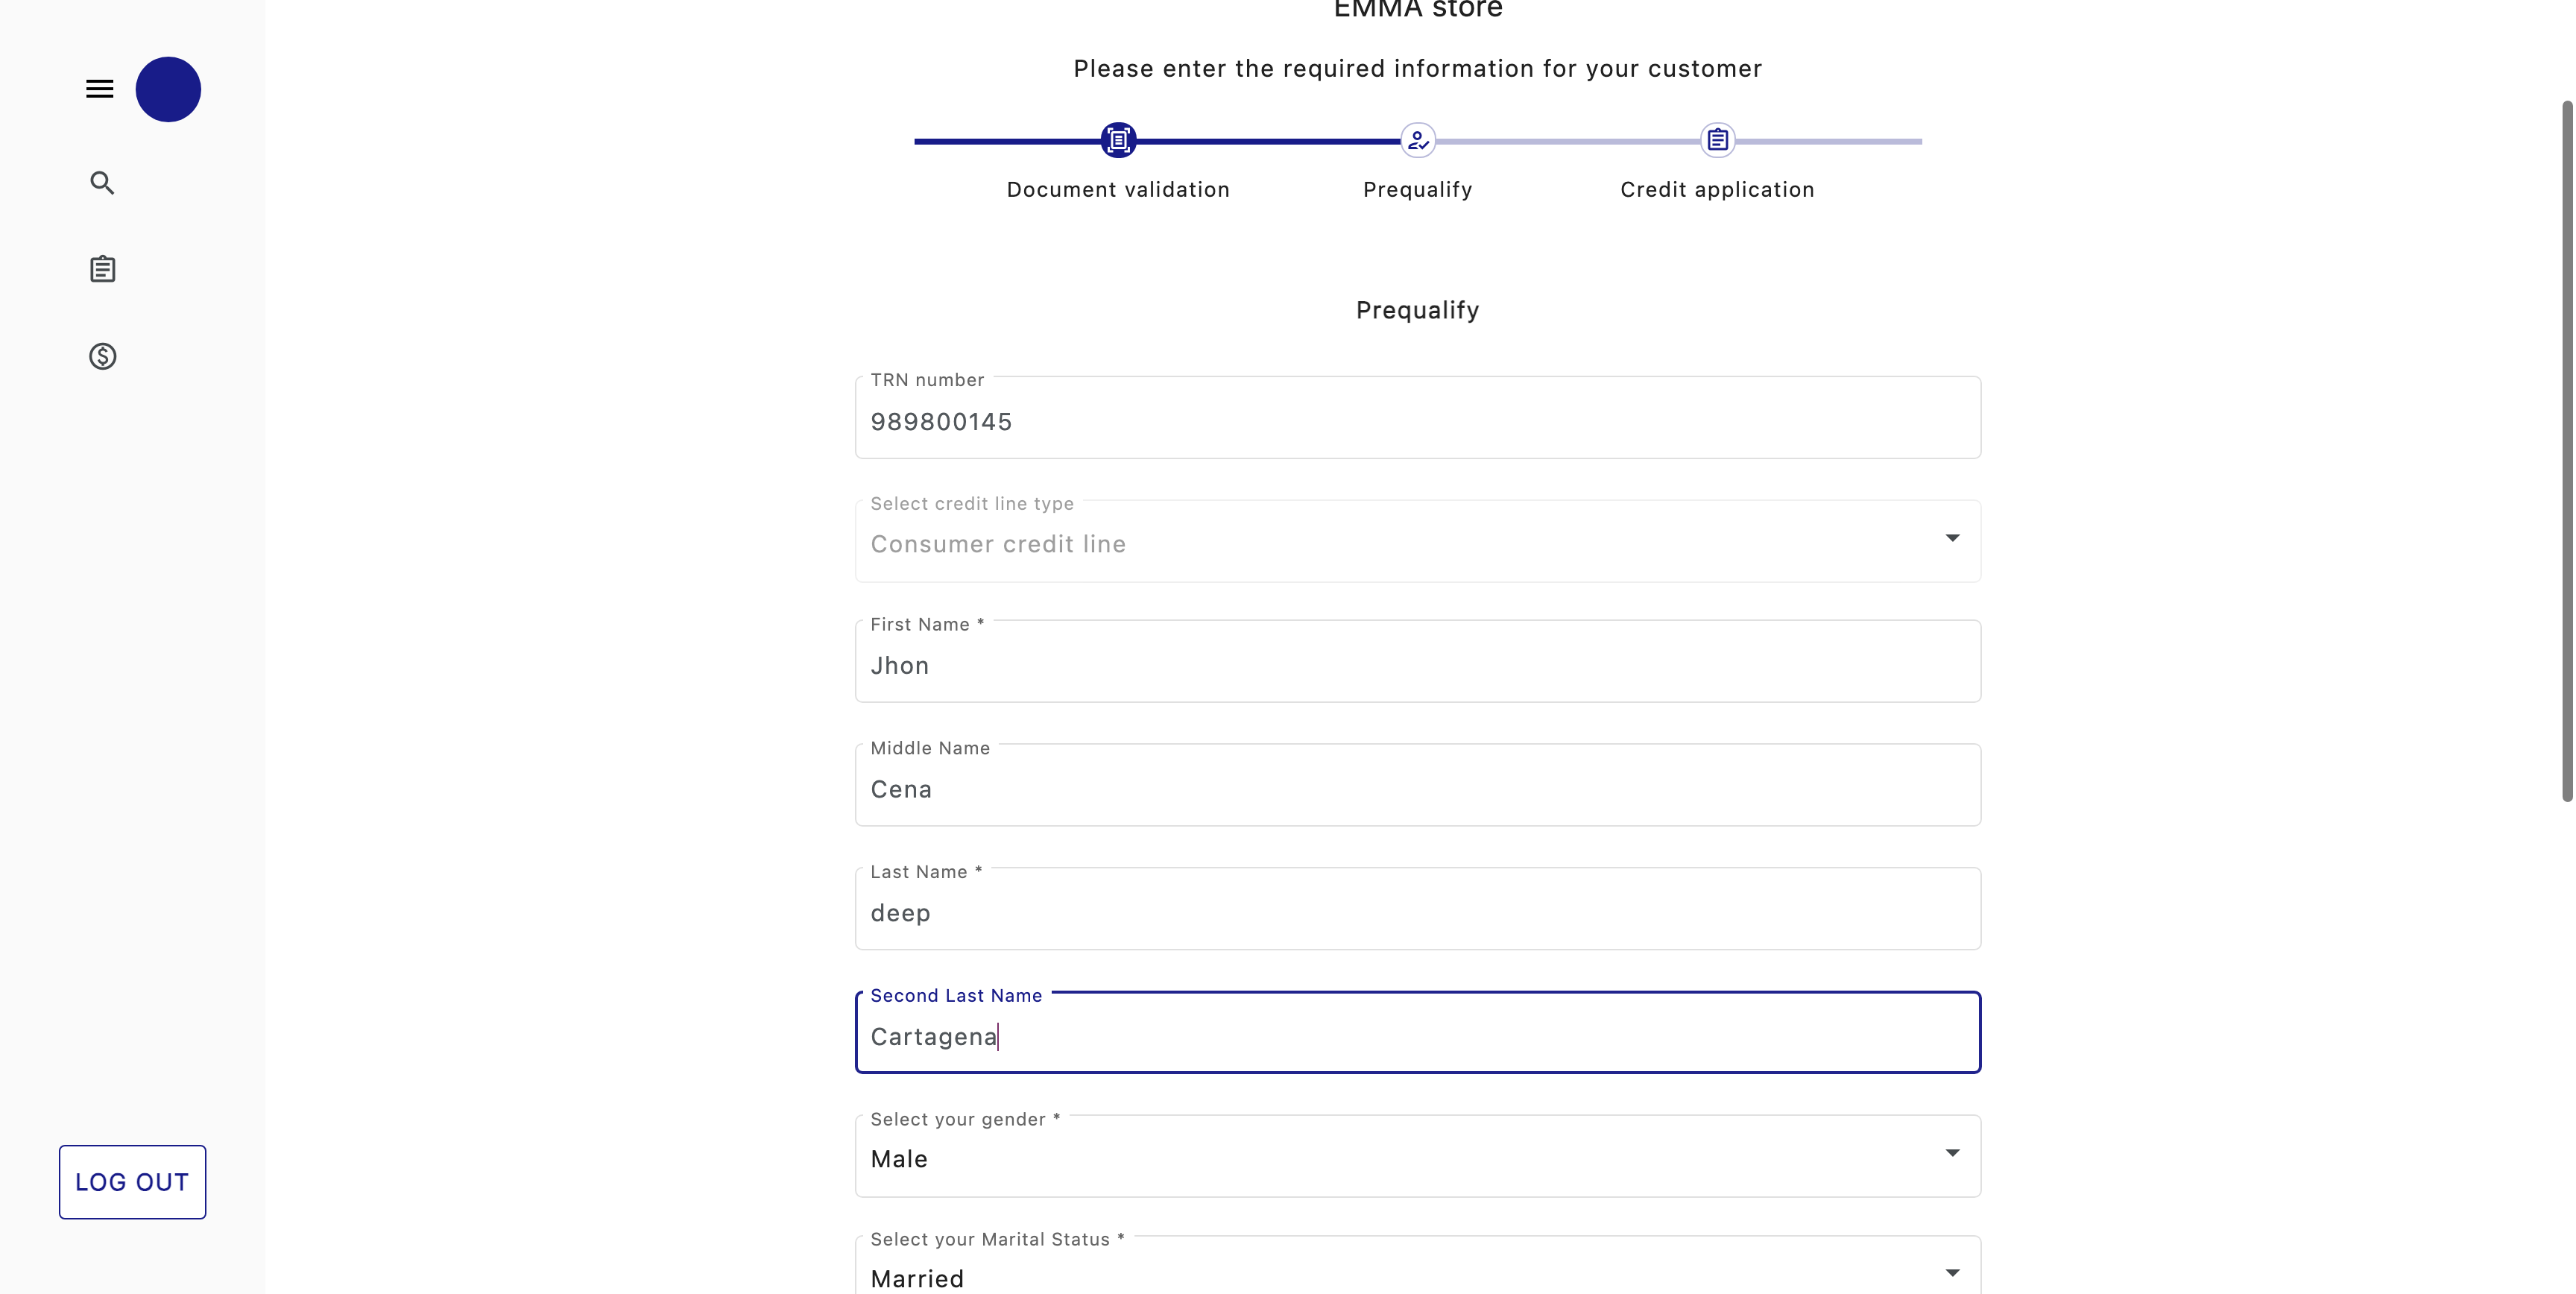 EMMA store
Please enter the required information for your customer
Document validation
Prequalify
Credit application
Prequalify
TRN number
989800145
Select credit line type
Consumer credit line
First Name *
Jhon
Middle Name
Cena
Last Name *
deep
Second Last Name
Cartagena
Select your gender *
Male
Select your Marital Status *
Married
LOG OUT